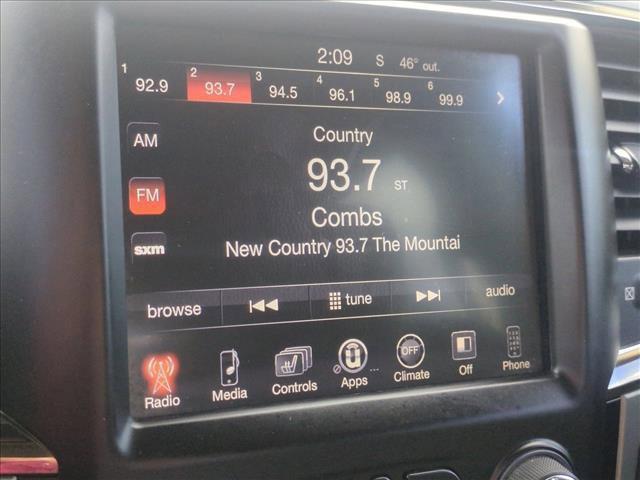 2:09 S 46° out.
1 2 3 4 5 6
92.9 93.7 94.5 96.1 98.9 99.9
AM
Country
FM
93.7 ST
Combs
sxm
New Country 93.7 The Mountai
browse tune audio
OFF
Radio Media Controls Apps Climate Off Phone